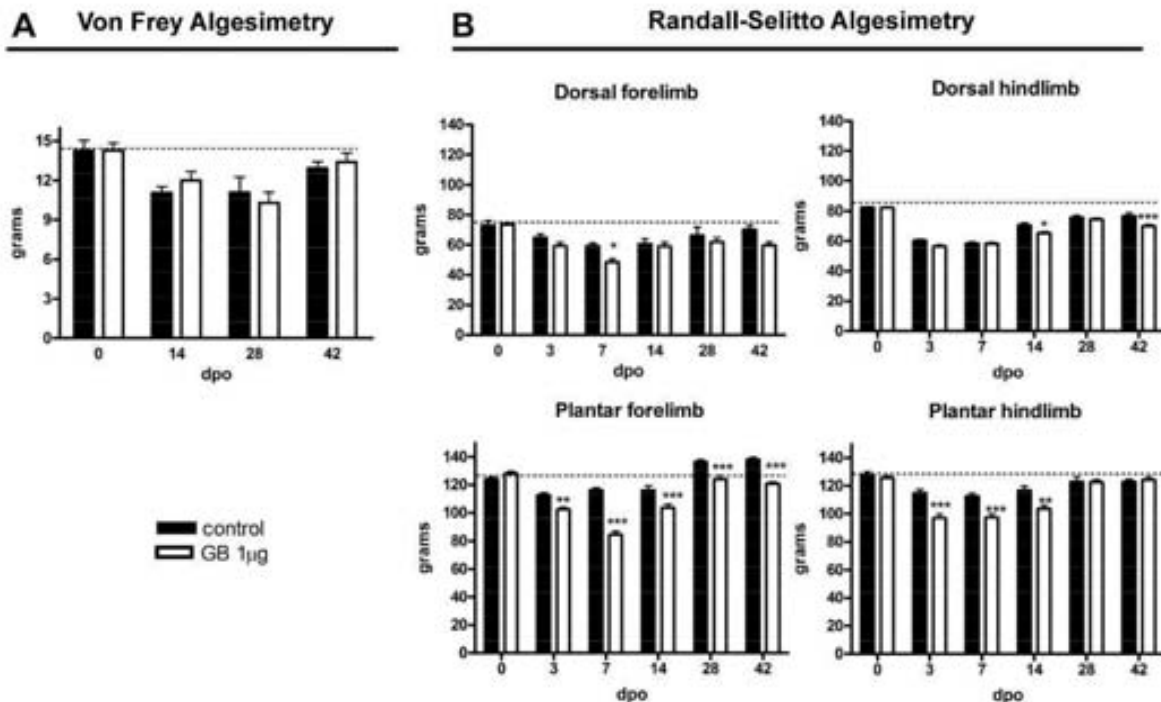 A Von Frey Algesimetry
grams
15
12
9
6
3
0
0 14 28 42
dpo
control
GB 1µg
B Randall-Selitto Algesimetry
Dorsal forelimb
grams
140
120
100
80
60
40
20
0
*
0 3 7 14 28 42
dpo
Dorsal hindlimb
grams
140
120
100
80
60
40
20
0
* ***
0 3 7 14 28 42
dpo
Plantar forelimb
grams
140
120
100
80
60
40
20
0
** *** *** *** ***
0 3 7 14 28 42
dpo
Plantar hindlimb
grams
140
120
100
80
60
40
20
0
*** *** **
0 3 7 14 28 42
dpo